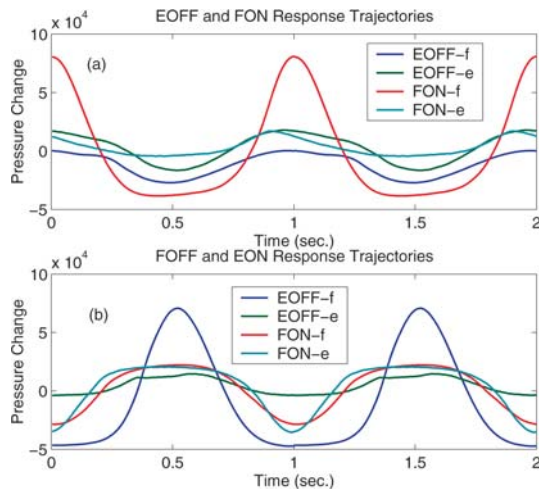 EOFF and FON Response Trajectories
x 10^4
10
5
0
−5
Pressure Change
(a)
EOFF−f
EOFF−e
FON−f
FON−e
0
0.5
1
1.5
2
Time (sec.)
FOFF and EON Response Trajectories
x 10^4
10
5
0
−5
Pressure Change
(b)
EOFF−f
EOFF−e
FON−f
FON−e
0
0.5
1
1.5
2
Time (sec.)